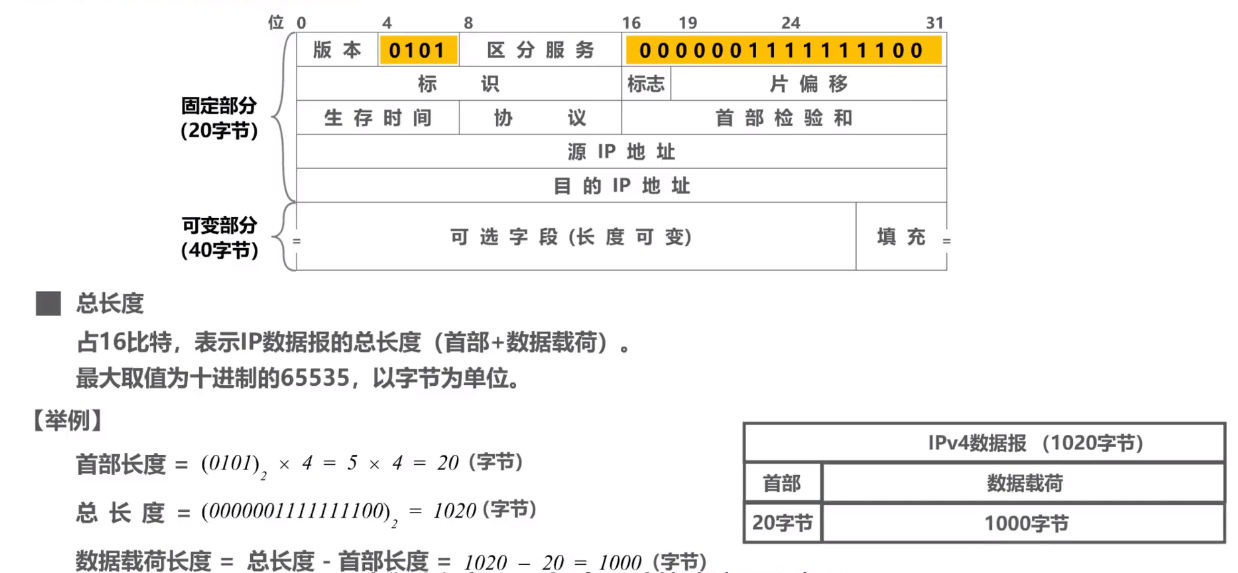 位 0 4 8 16 19 24 31
版 本 0101 区 分 服 务 0000001111111100
标 识 标志 片 偏 移
固定部分
(20字节)
生 存 时 间 协 议 首 部 检 验 和
源 IP 地 址
目 的 IP 地 址
可变部分
(40字节)
= 可 选 字 段 (长 度 可 变) 填 充 =
总长度
占16比特，表示IP数据报的总长度（首部+数据载荷）。
最大取值为十进制的65535，以字节为单位。
【举例】
首部长度 = (0101)₂ × 4 = 5 × 4 = 20 (字节)
总 长 度 = (0000001111111100)₂ = 1020 (字节)
数据载荷长度 = 总长度 - 首部长度 = 1020 – 20 = 1000 (字节)
IPv4数据报 （1020字节）
首部 数据载荷
20字节 1000字节